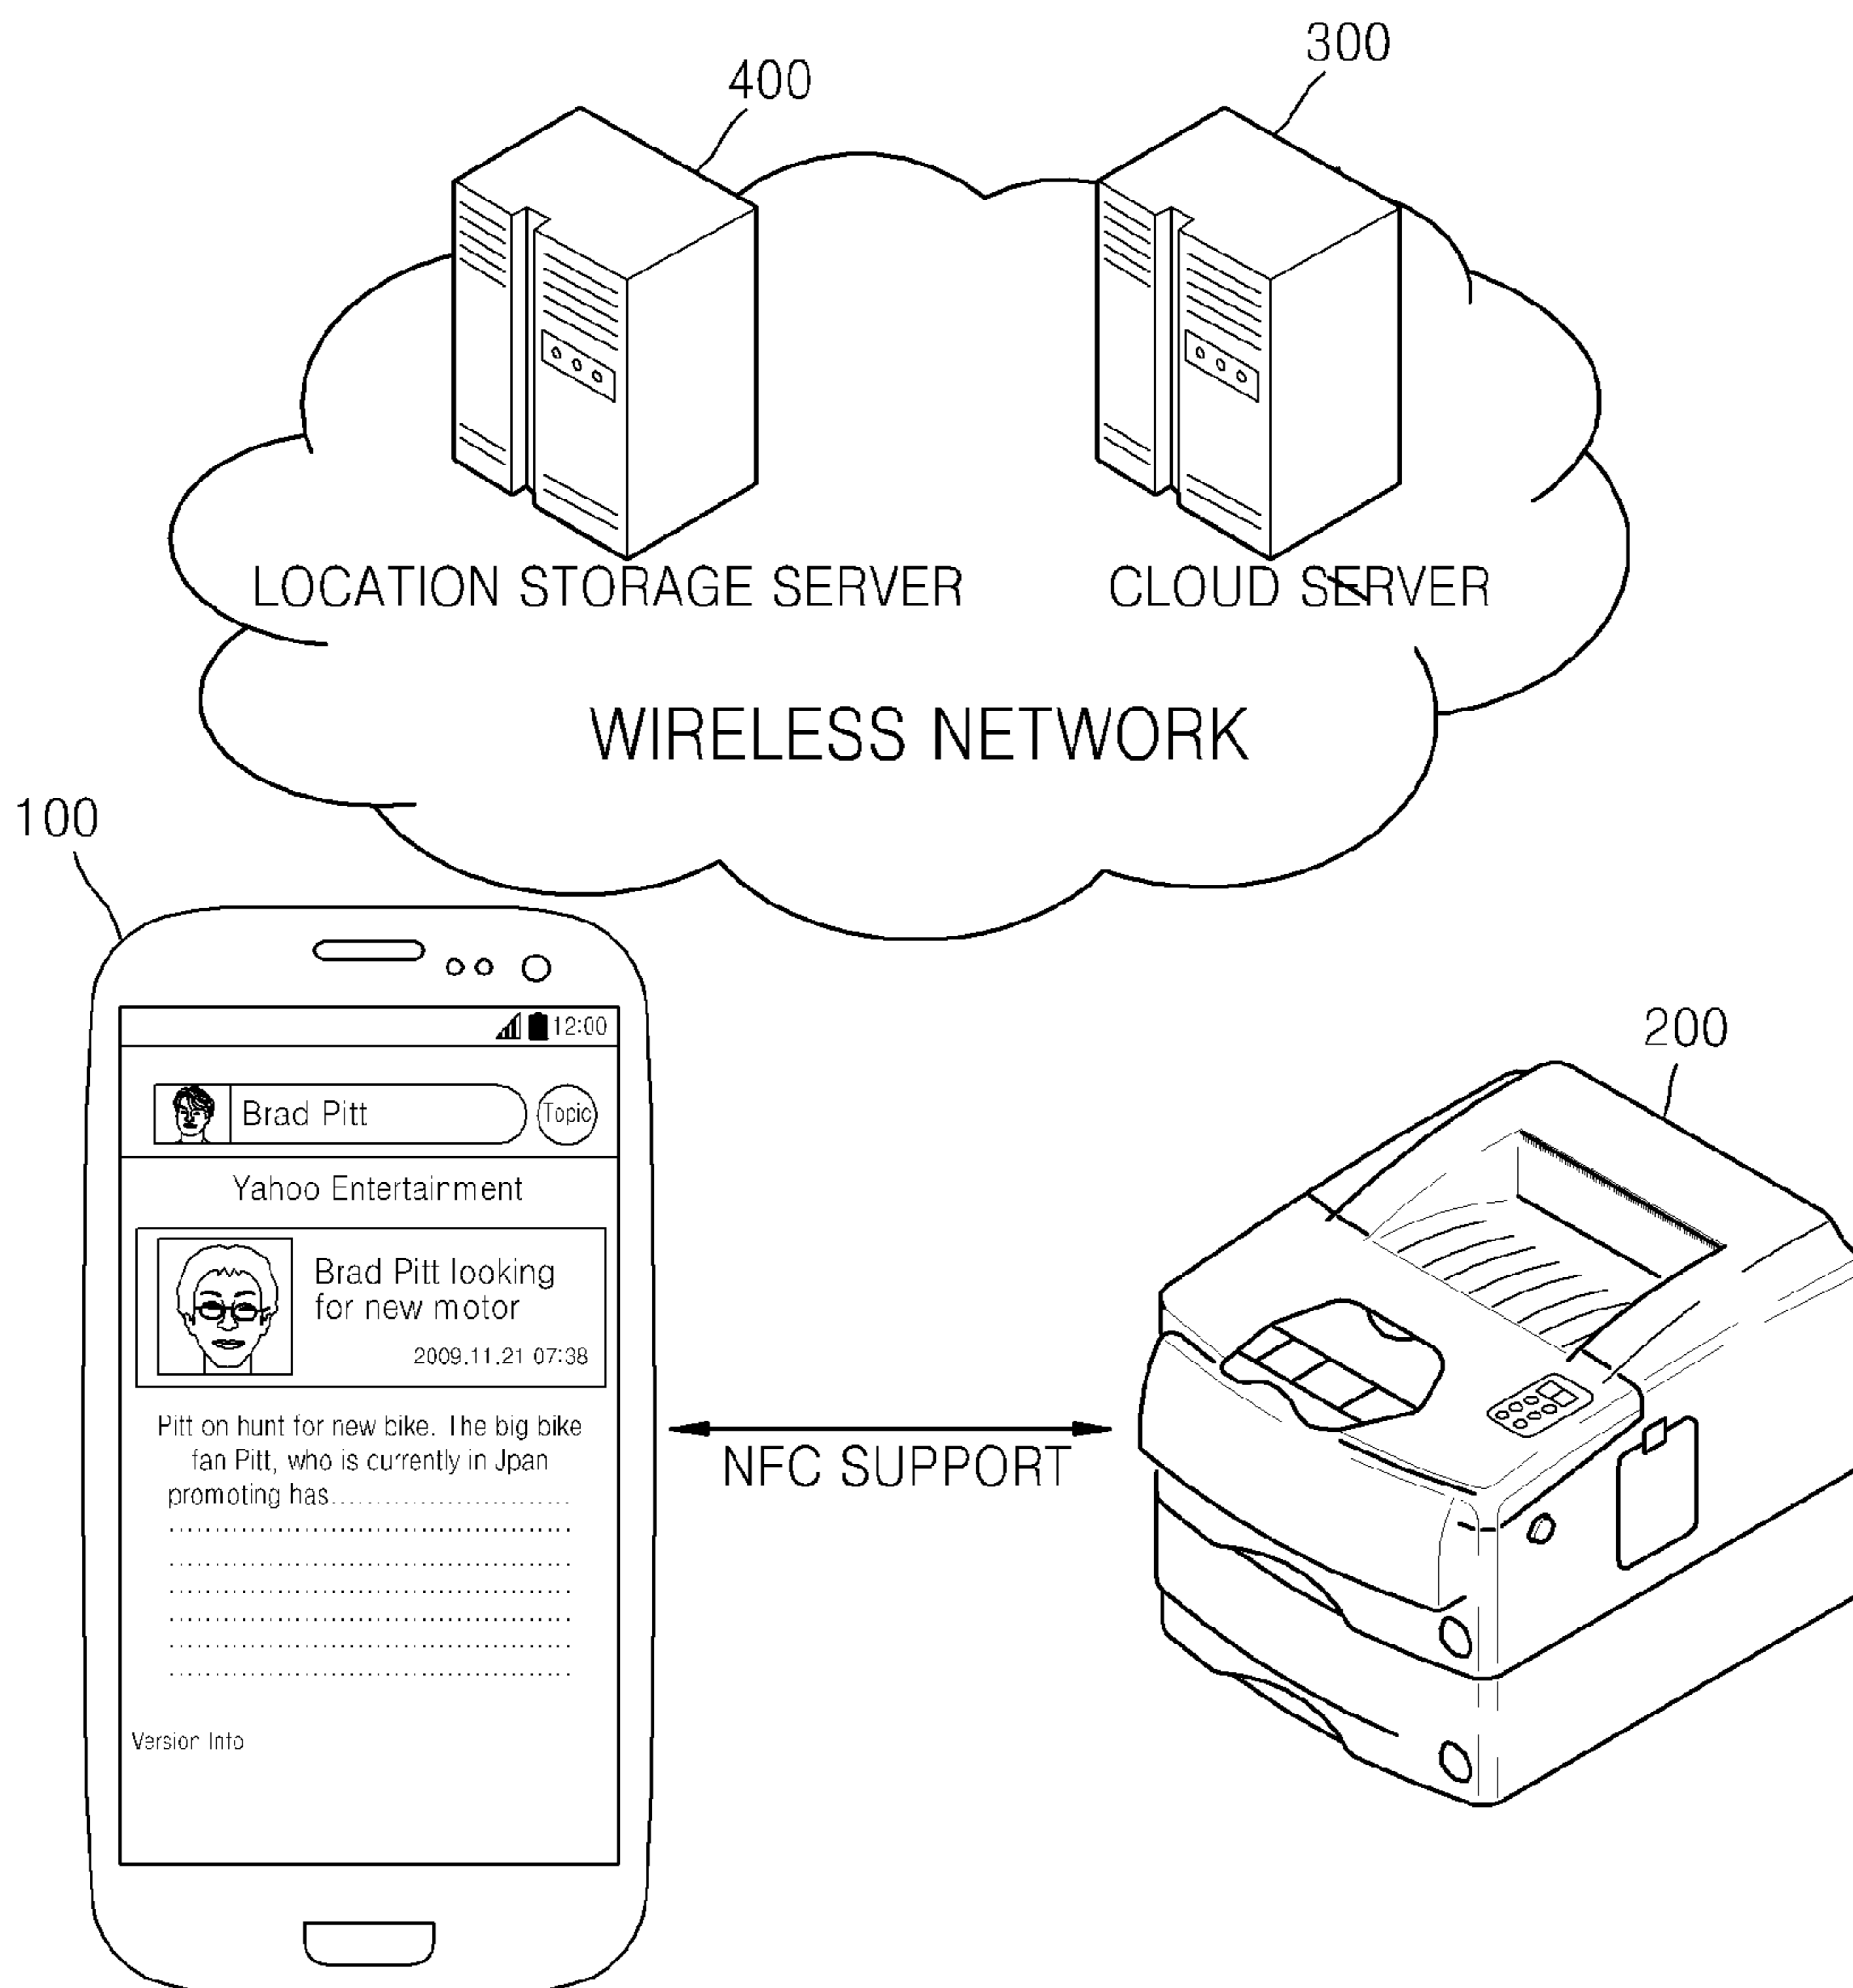 300
400
LOCATION STORAGE SERVER
CLOUD SERVER
WIRELESS NETWORK
100
12:00
200
Brad Pitt
Topic
Yahoo Entertainment
Brad Pitt looking
for new motor
2009.11.21 07:38
Pitt on hunt for new bike. The big bike
fan Pitt, who is currently in Jpan
promoting has..............................
NFC SUPPORT
Version Info